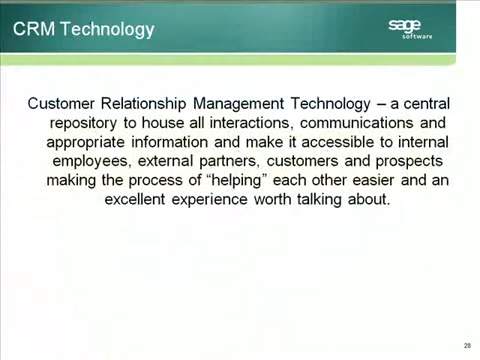 CRM Technology
sage
software
Customer Relationship Management Technology – a central
repository to house all interactions, communications and
appropriate information and make it accessible to internal
employees, external partners, customers and prospects
making the process of “helping” each other easier and an
excellent experience worth talking about.
28